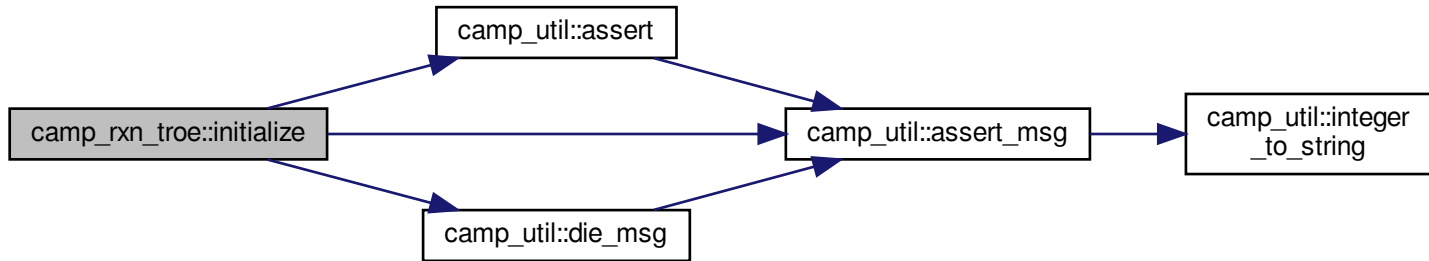 camp_util::assert
camp_rxn_troe::initialize
camp_util::assert_msg
camp_util::integer
_to_string
camp_util::die_msg